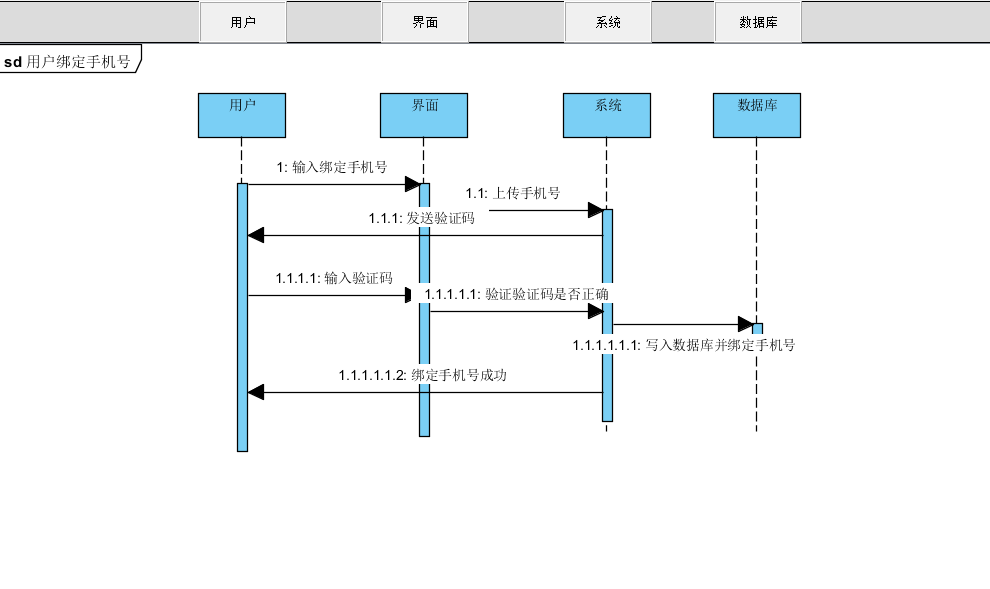 用户 界面 系统 数据库
sd 用户绑定手机号
用户 界面 系统 数据库
1: 输入绑定手机号
1.1: 上传手机号
1.1.1: 发送验证码
1.1.1.1: 输入验证码
1.1.1.1.1: 验证验证码是否正确
1.1.1.1.1.1: 写入数据库并绑定手机号
1.1.1.1.1.2: 绑定手机号成功